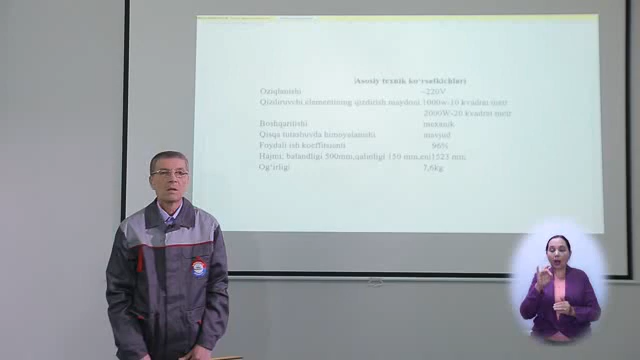 Asosiy texnik ko'rsatkichlari
Oziqlanishi ~220V
Qizdiruvchi elementining qizdirish maydoni 1000w-10 kvadrat metr
2000W-20 kvadrat metr
Boshqarilishi mexanik
Qisqa tutashuvda himoyalanishi mavjud
Foydali ish koeffitsienti 96%
Hajmi; balandligi 500mm,qalinligi 150 mm,eni1523 mm
Og'irligi 7,6kg